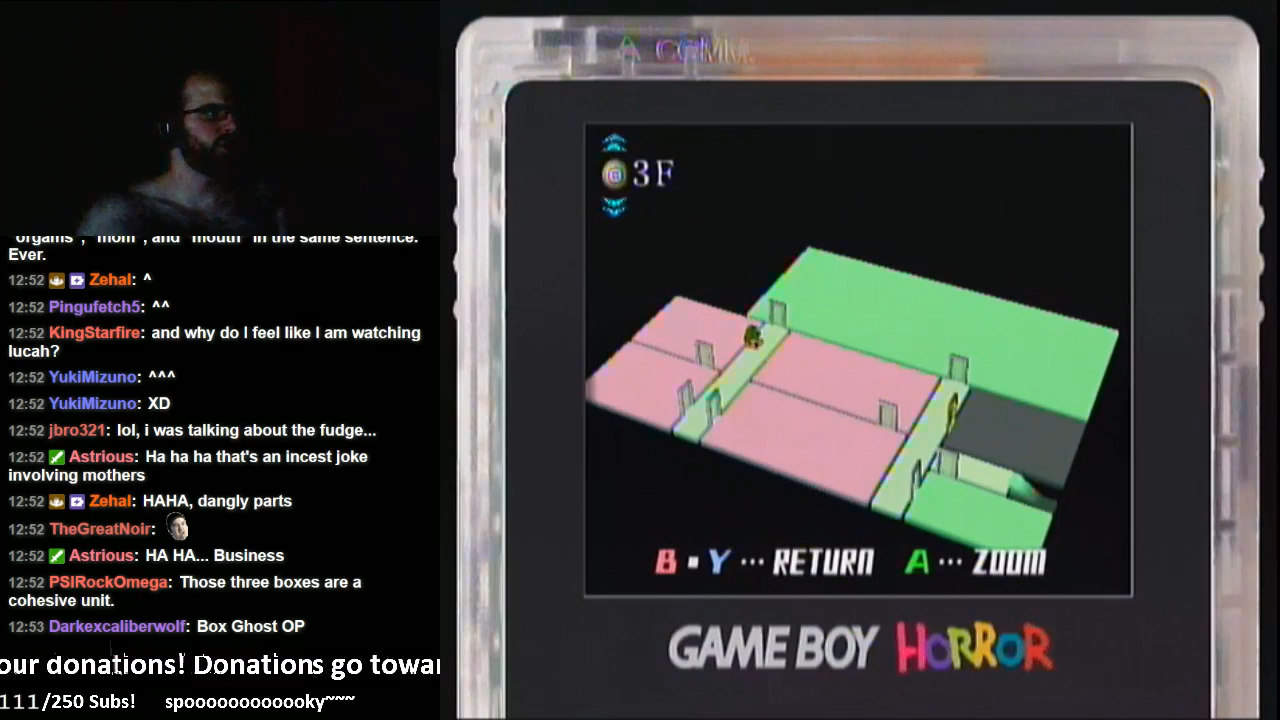 "orgams", "mom", and "mouth" in the same sentence.
Ever.
12:52 Zehal: ^
12:52 Pingufetch5: ^^
12:52 KingStarfire: and why do I feel like I am watching
lucah?
12:52 YukiMizuno: ^^^
12:52 YukiMizuno: XD
12:52 jbro321: lol, i was talking about the fudge...
12:52 Astrious: Ha ha ha that's an incest joke
involving mothers
12:52 Zehal: HAHA, dangly parts
12:52 TheGreatNoir:
12:52 Astrious: HA HA... Business
12:52 PSIRockOmega: Those three boxes are a
cohesive unit.
12:53 Darkexcaliberwolf: Box Ghost OP
our donations! Donations go towar
111/250 Subs! spooooooooooky~~~
A COMM.
3F
B · Y ··· RETURN A ··· ZOOM
GAME BOY HORROR